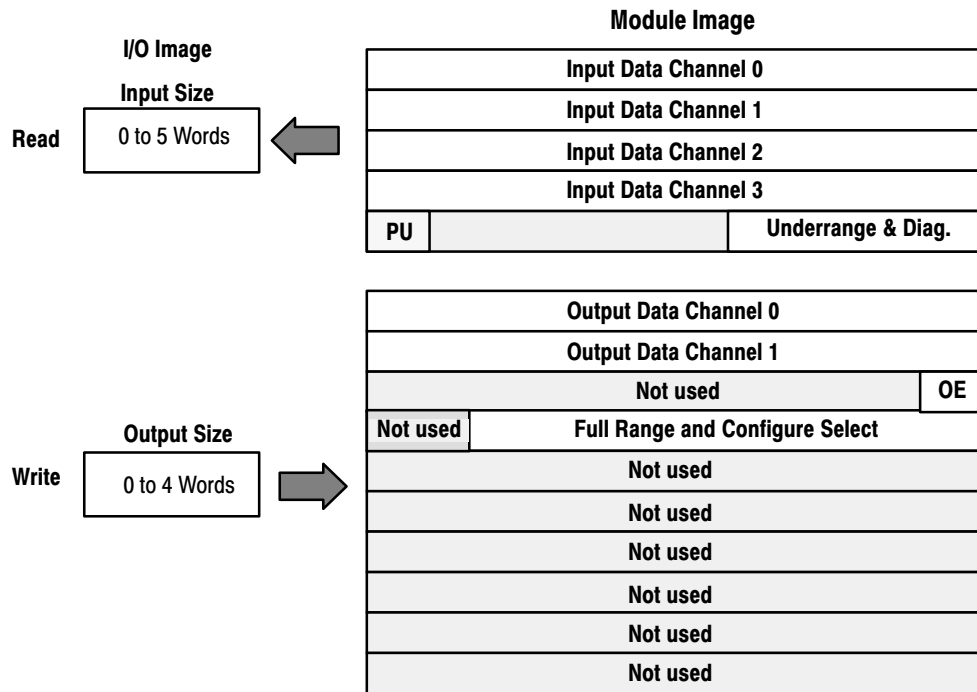 Module Image
I/O Image
Input Size
Read
0 to 5 Words
Input Data Channel 0
Input Data Channel 1
Input Data Channel 2
Input Data Channel 3
PU
Underrange & Diag.
Output Data Channel 0
Output Data Channel 1
Not used
OE
Not used
Full Range and Configure Select
Output Size
Write
0 to 4 Words
Not used
Not used
Not used
Not used
Not used
Not used